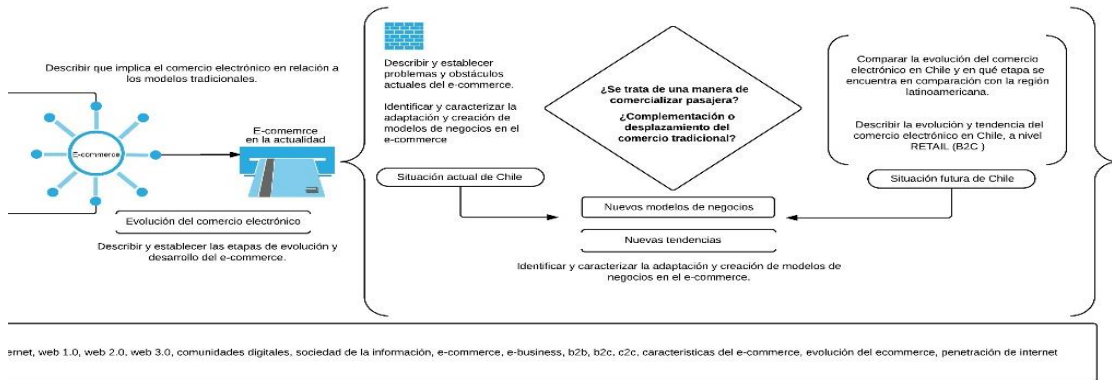 Describir que implica el comercio electrónico en relación a
los modelos tradicionales.
E-commerce
E-comemrce
en la actualidad
Evolución del comercio electrónico
Describir y establecer las etapas de evolución y
desarrollo del e-commerce.
Describir y establecer
problemas y obstáculos
actuales del e-commerce.
Identificar y caracterizar la
adaptación y creación de
modelos de negocios en el
e-commerce
Situación actual de Chile
¿Se trata de una manera de
comercializar pasajera?
¿Complementación o
desplazamiento del
comercio tradicional?
Nuevos modelos de negocios
Nuevas tendencias
Identificar y caracterizar la adaptación y creación de modelos de
negocios en el e-commerce.
Comparar la evolución del comercio
electrónico en Chile y en qué etapa se
encuentra en comparación con la región
latinoamericana.
Describir la evolución y tendencia del
comercio electrónico en Chile, a nivel
RETAIL (B2C )
Situación futura de Chile
ernet, web 1.0, web 2.0, web 3.0, comunidades digitales, sociedad de la información, e-commerce, e-business, b2b, b2c, c2c, características del e-commerce, evolución del ecommerce, penetración de internet